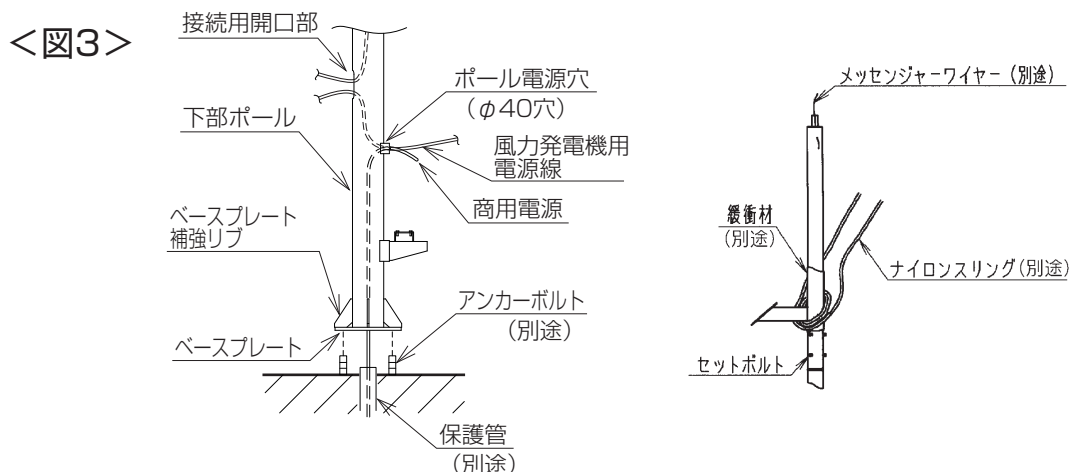 ＜図3＞
接続用開口部
ポール電源穴
（φ40穴）
下部ポール
風力発電機用
電源線
商用電源
ベースプレート
補強リブ
アンカーボルト
（別途）
ベースプレート
保護管
（別途）
メッセンジャーワイヤー（別途）
緩衝材
（別途）
ナイロンスリング（別途）
セットボルト